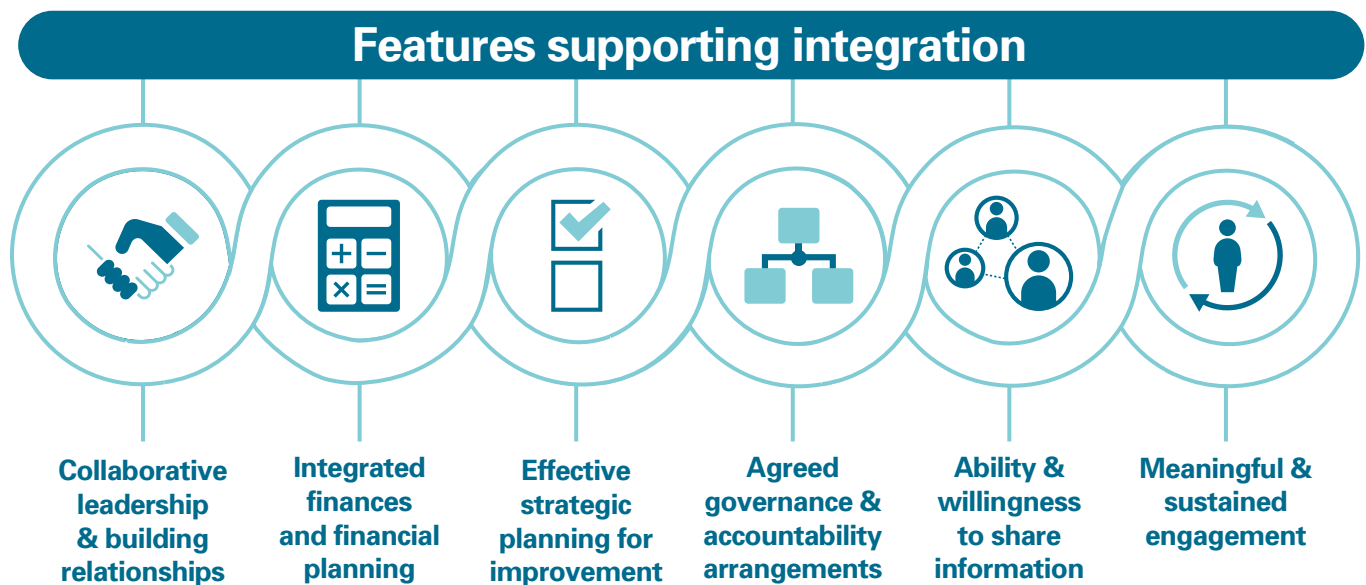 Features supporting integration
Collaborative
leadership
& building
relationships
Integrated
finances
and financial
planning
Effective
strategic
planning for
improvement
Agreed
governance &
accountability
arrangements
Ability &
willingness
to share
information
Meaningful &
sustained
engagement